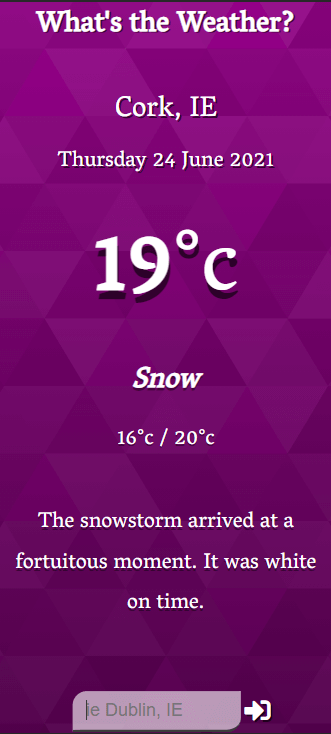 What's the Weather?
Cork, IE
Thursday 24 June 2021
19°c
Snow
16°c / 20°c
The snowstorm arrived at a
fortuitous moment. It was white
on time.
ie Dublin, IE